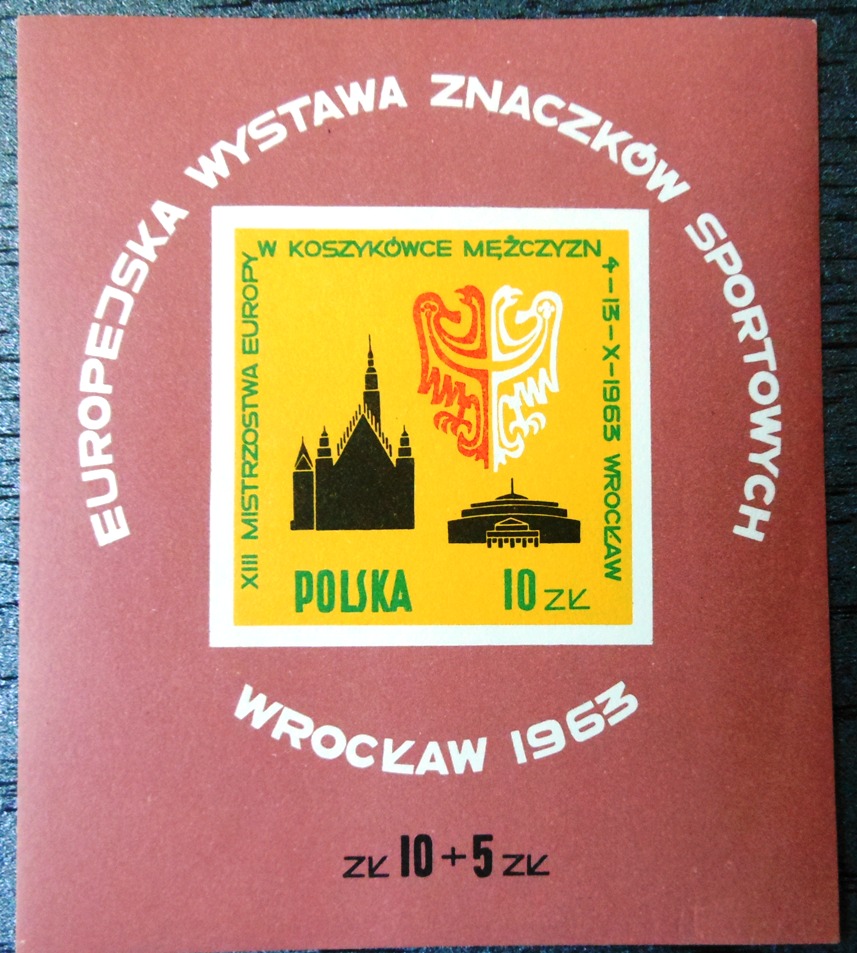 EUROPEJSKA WYSTAWA ZNACZKÓW SPORTOWYCH
XIII MISTRZOSTWA EUROPY
W KOSZYKÓWCE MĘŻCZYZN
4-13-X-1963 WROCŁAW
POLSKA 10 ZŁ
WROCŁAW 1963
ZŁ 10+5 ZŁ